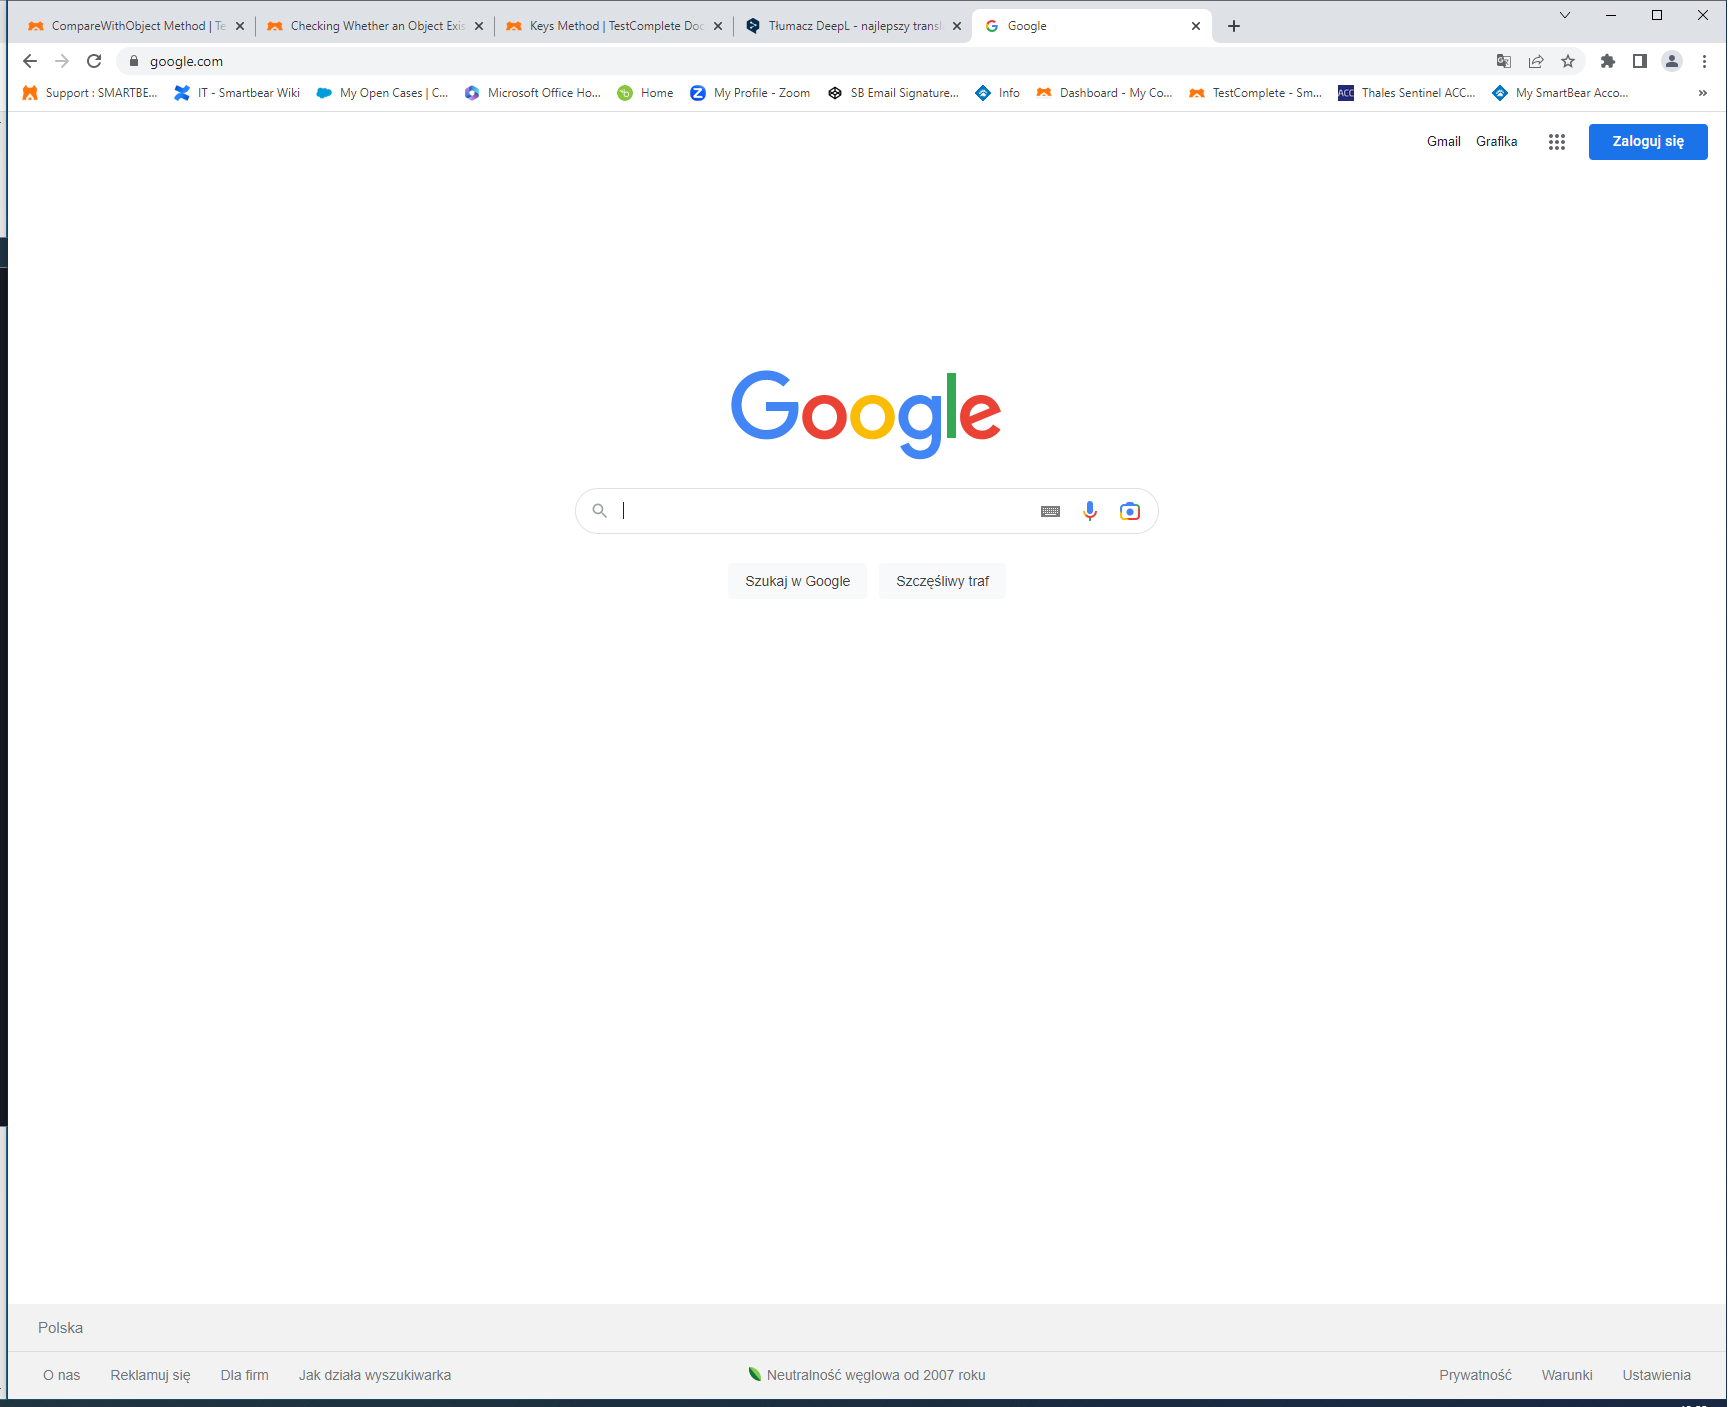 CompareWithObject Method | Te
Checking Whether an Object Exis
Keys Method | TestComplete Doc
Tłumacz DeepL - najlepszy transl
Google
google.com
Support : SMARTBE...
IT - Smartbear Wiki
My Open Cases | C...
Microsoft Office Ho...
Home
My Profile - Zoom
SB Email Signature...
Info
Dashboard - My Co...
TestComplete - Sm...
ACC
Thales Sentinel ACC...
My SmartBear Acco...
Gmail
Grafika
Zaloguj się
Google
Szukaj w Google
Szczęśliwy traf
Polska
O nas
Reklamuj się
Dla firm
Jak działa wyszukiwarka
Neutralność węglowa od 2007 roku
Prywatność
Warunki
Ustawienia